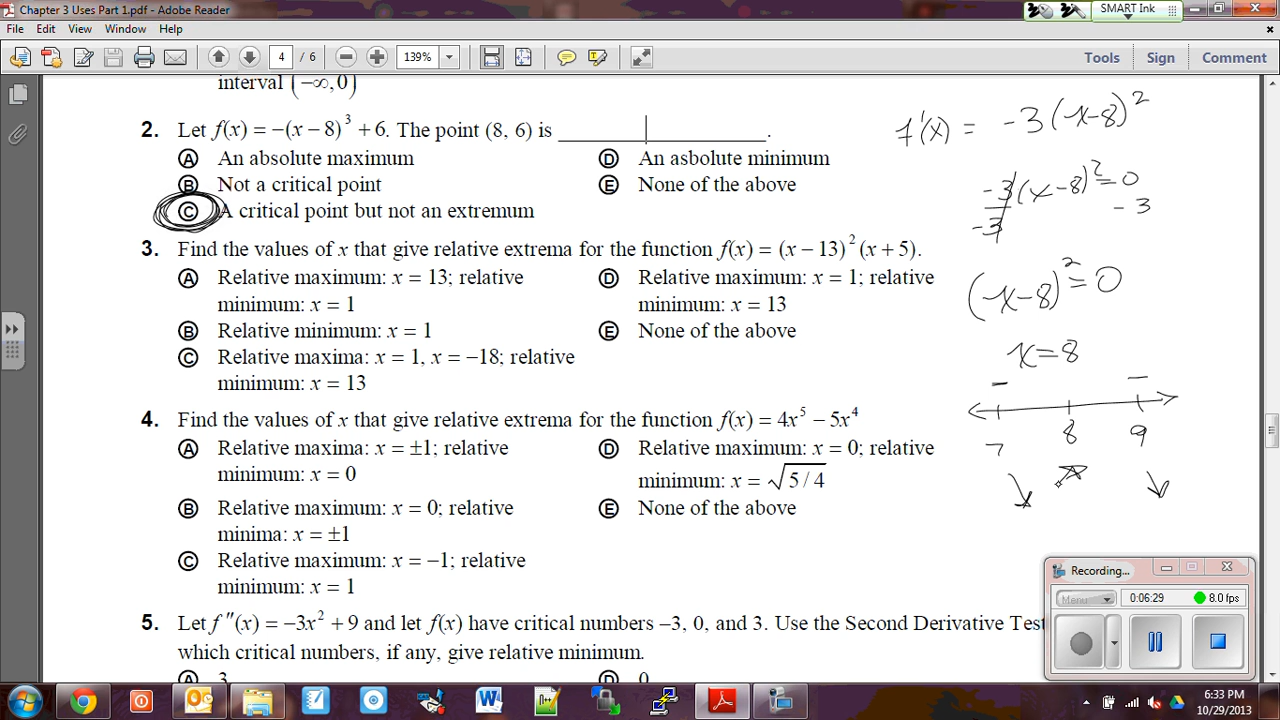 Chapter 3 Uses Part 1.pdf - Adobe Reader
SMART Ink
File Edit View Window Help
4 / 6 139% Tools Sign Comment
interval (−∞,0)
2. Let f(x) = −(x − 8)³ + 6. The point (8, 6) is ____________________.
Ⓐ An absolute maximum
Ⓓ An asbolute minimum
Ⓑ Not a critical point
Ⓔ None of the above
Ⓒ A critical point but not an extremum
3. Find the values of x that give relative extrema for the function f(x) = (x − 13)²(x + 5).
Ⓐ Relative maximum: x = 13; relative
minimum: x = 1
Ⓓ Relative maximum: x = 1; relative
minimum: x = 13
Ⓑ Relative minimum: x = 1
Ⓔ None of the above
Ⓒ Relative maxima: x = 1, x = −18; relative
minimum: x = 13
4. Find the values of x that give relative extrema for the function f(x) = 4x⁵ − 5x⁴
Ⓐ Relative maxima: x = ±1; relative
minimum: x = 0
Ⓓ Relative maximum: x = 0; relative
minimum: x = √5 / 4
Ⓑ Relative maximum: x = 0; relative
minima: x = ±1
Ⓔ None of the above
Ⓒ Relative maximum: x = −1; relative
minimum: x = 1
5. Let f″(x) = −3x² + 9 and let f(x) have critical numbers −3, 0, and 3. Use the Second Derivative Test
which critical numbers, if any, give relative minimum.
Ⓐ 3
Ⓓ 0
f'(x) = -3(x-8)²
-3(x-8)² = 0
-3 -3
(x-8)² = 0
x = 8
− −
7 8 9
Recording...
Menu 0:06:29 8.0 fps
6:33 PM
10/29/2013